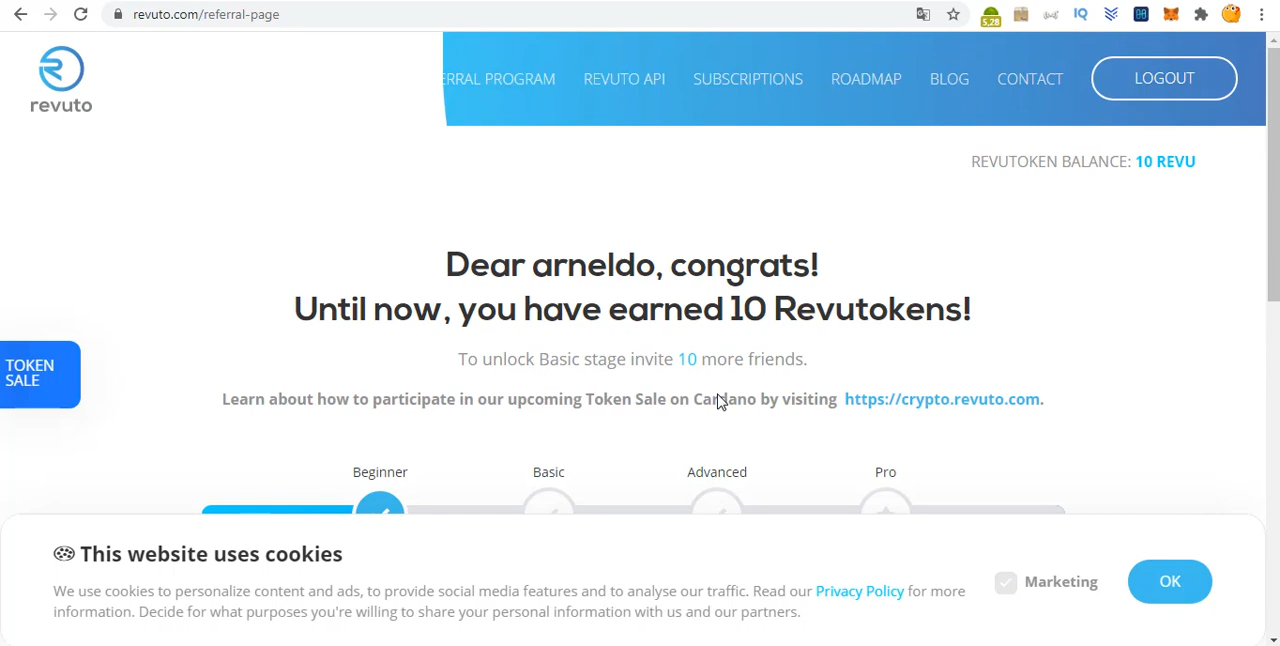 revuto.com/referral-page
5,28
IQ
revuto
ERRAL PROGRAM
REVUTO API
SUBSCRIPTIONS
ROADMAP
BLOG
CONTACT
LOGOUT
REVUTOKEN BALANCE: 10 REVU
Dear arneldo, congrats!
Until now, you have earned 10 Revutokens!
To unlock Basic stage invite 10 more friends.
TOKEN
SALE
Learn about how to participate in our upcoming Token Sale on Cardano by visiting https://crypto.revuto.com.
Beginner
Basic
Advanced
Pro
This website uses cookies
We use cookies to personalize content and ads, to provide social media features and to analyse our traffic. Read our Privacy Policy for more
information. Decide for what purposes you're willing to share your personal information with us and our partners.
Marketing
OK